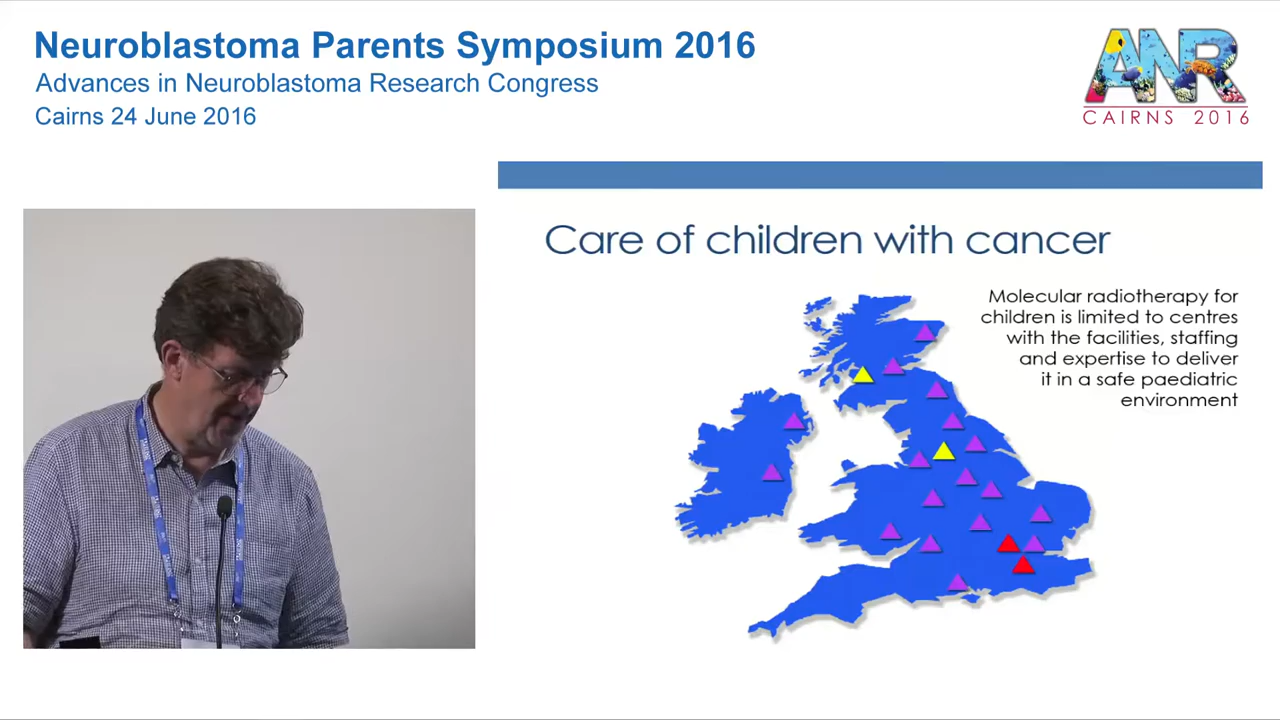 Neuroblastoma Parents Symposium 2016
Advances in Neuroblastoma Research Congress
Cairns 24 June 2016
ANR
CAIRNS 2016
Care of children with cancer
Molecular radiotherapy for
children is limited to centres
with the facilities, staffing
and expertise to deliver
it in a safe paediatric
environment